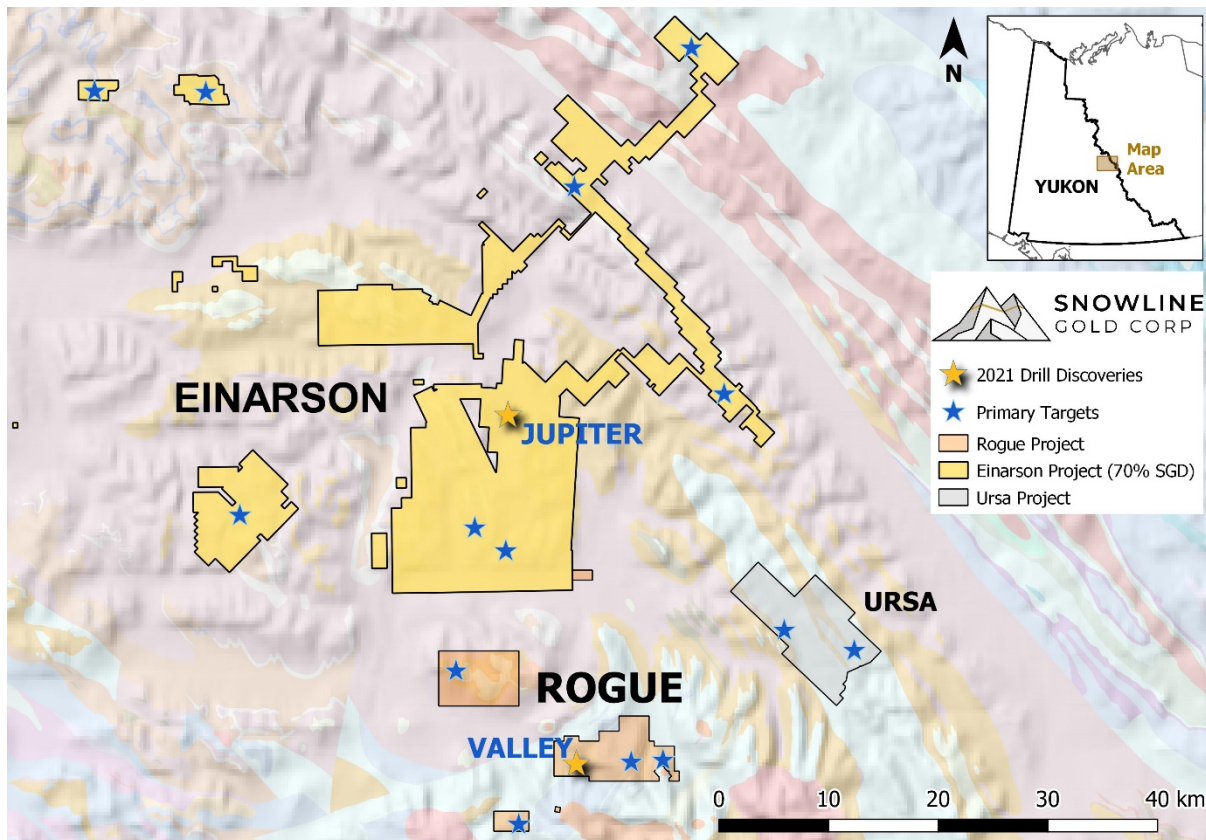 N
Map
Area
YUKON
SNOWLINE
GOLD CORP
2021 Drill Discoveries
Primary Targets
Rogue Project
Einarson Project (70% SGD)
Ursa Project
EINARSON
JUPITER
URSA
ROGUE
VALLEY
0 10 20 30 40 km